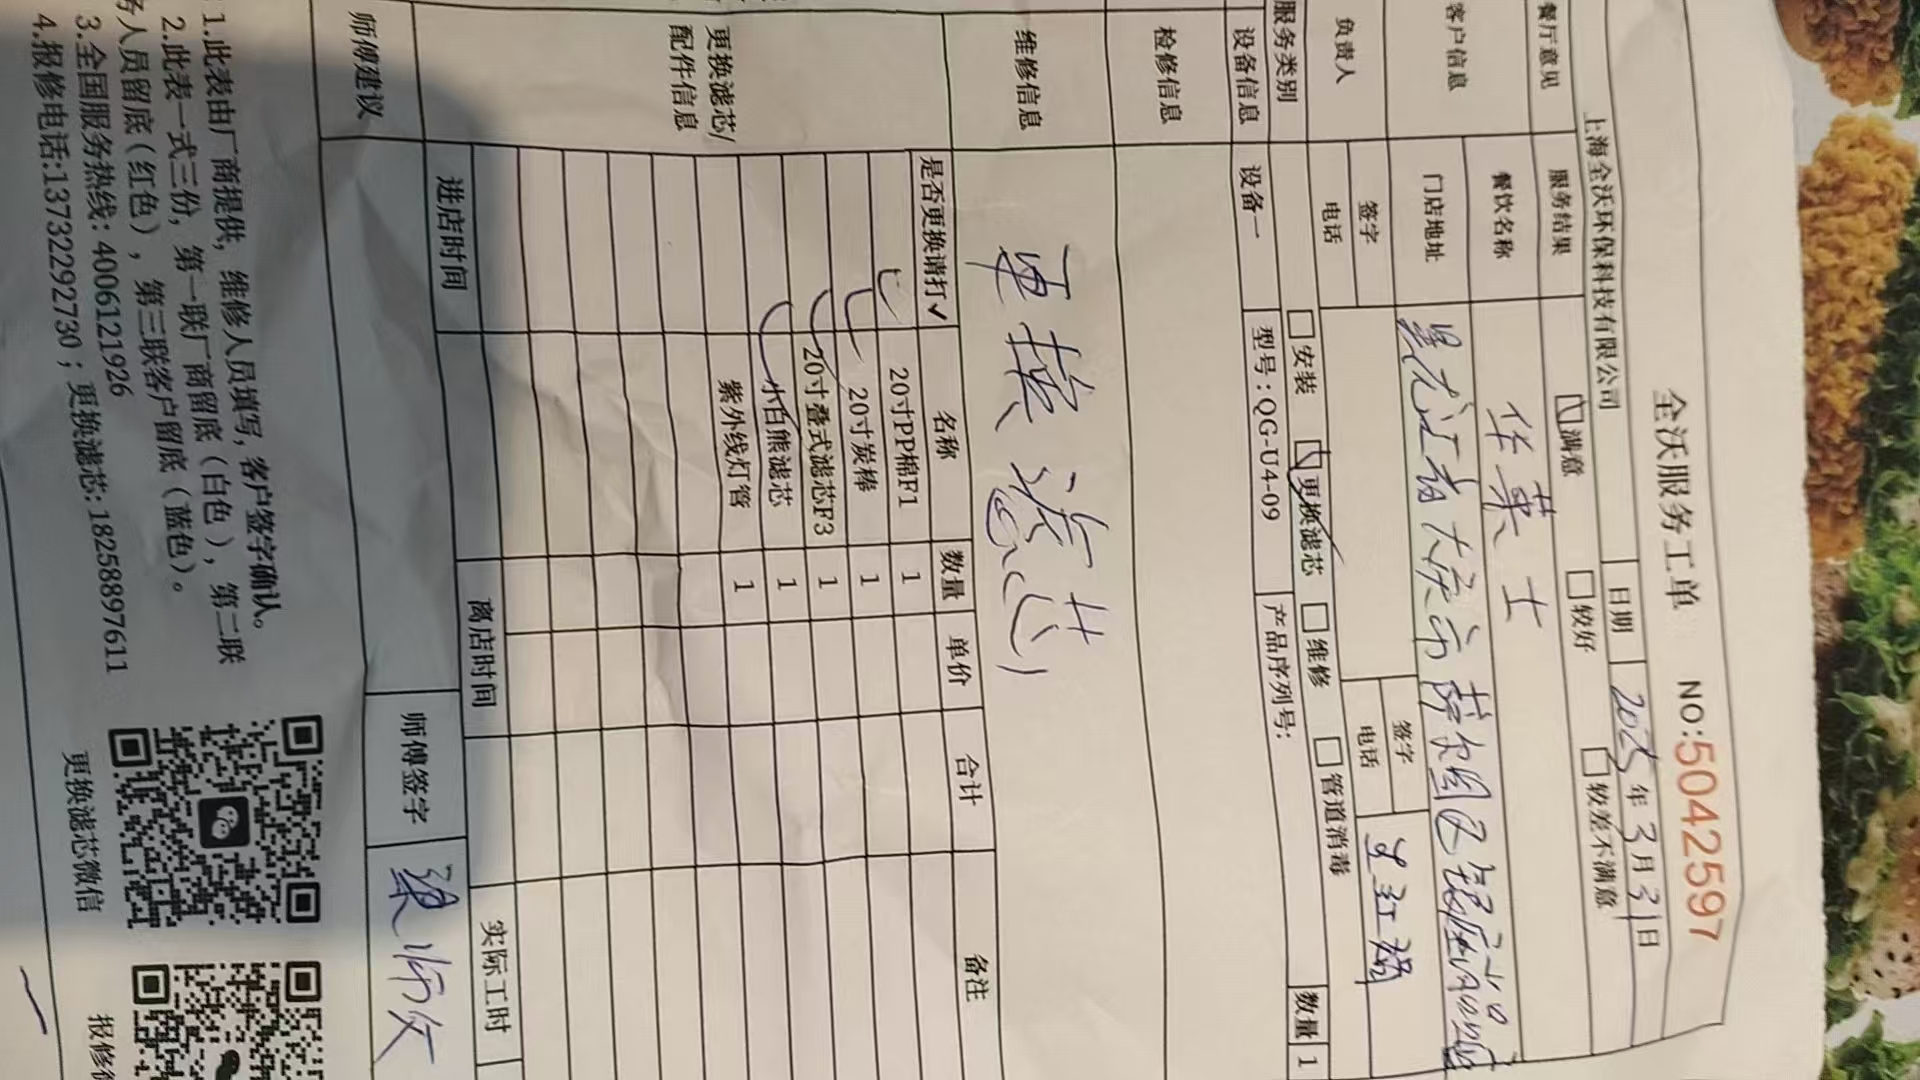 全沃服务工单 NO:5042597
上海全沃环保科技有限公司 日期 2025年3月31日
餐厅意见 服务结果 满意 较好 较差不满意
客户信息 餐饮名称 华莱士
门店地址 黑龙江省大庆市
负责人 签字 签字
电话 电话
服务类别 安装 更换滤芯 维修 管道消毒
设备信息 设备一 型号:QG-U4-09 产品序列号: 数量 1
检修信息
维修信息 更换滤芯
更换滤芯/
配件信息
是否更换请打✓ 名称 数量 单价 合计 备注
✓ 20寸PP棉F1 1
✓ 20寸炭棒 1
✓ 20寸叠式滤芯F3 1
✓ 小白熊滤芯 1
紫外线灯管 1
进店时间 离店时间 实际工时
师傅建议 师傅签字
1.此表由厂商提供,维修人员填写,客户签字确认。
2.此表一式三份,第一联厂商留底(白色),第二联
务人员留底(红色),第三联客户留底(蓝色)。
3.全国服务热线:4006121926
4.报修电话:13732292730;更换滤芯:18258897611
更换滤芯微信
报修